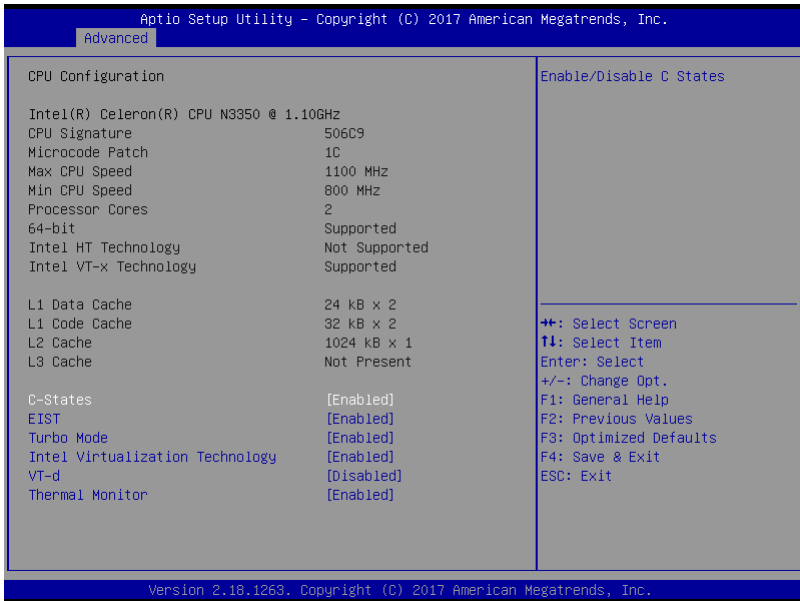 Aptio Setup Utility – Copyright (C) 2017 American Megatrends, Inc.
Advanced
CPU Configuration
Intel(R) Celeron(R) CPU N3350 @ 1.10GHz
CPU Signature 506C9
Microcode Patch 1C
Max CPU Speed 1100 MHz
Min CPU Speed 800 MHz
Processor Cores 2
64-bit Supported
Intel HT Technology Not Supported
Intel VT-x Technology Supported
L1 Data Cache 24 kB x 2
L1 Code Cache 32 kB x 2
L2 Cache 1024 kB x 1
L3 Cache Not Present
C-States [Enabled]
EIST [Enabled]
Turbo Mode [Enabled]
Intel Virtualization Technology [Enabled]
VT-d [Disabled]
Thermal Monitor [Enabled]
Enable/Disable C States
→←: Select Screen
↑↓: Select Item
Enter: Select
+/-: Change Opt.
F1: General Help
F2: Previous Values
F3: Optimized Defaults
F4: Save & Exit
ESC: Exit
Version 2.18.1263. Copyright (C) 2017 American Megatrends, Inc.